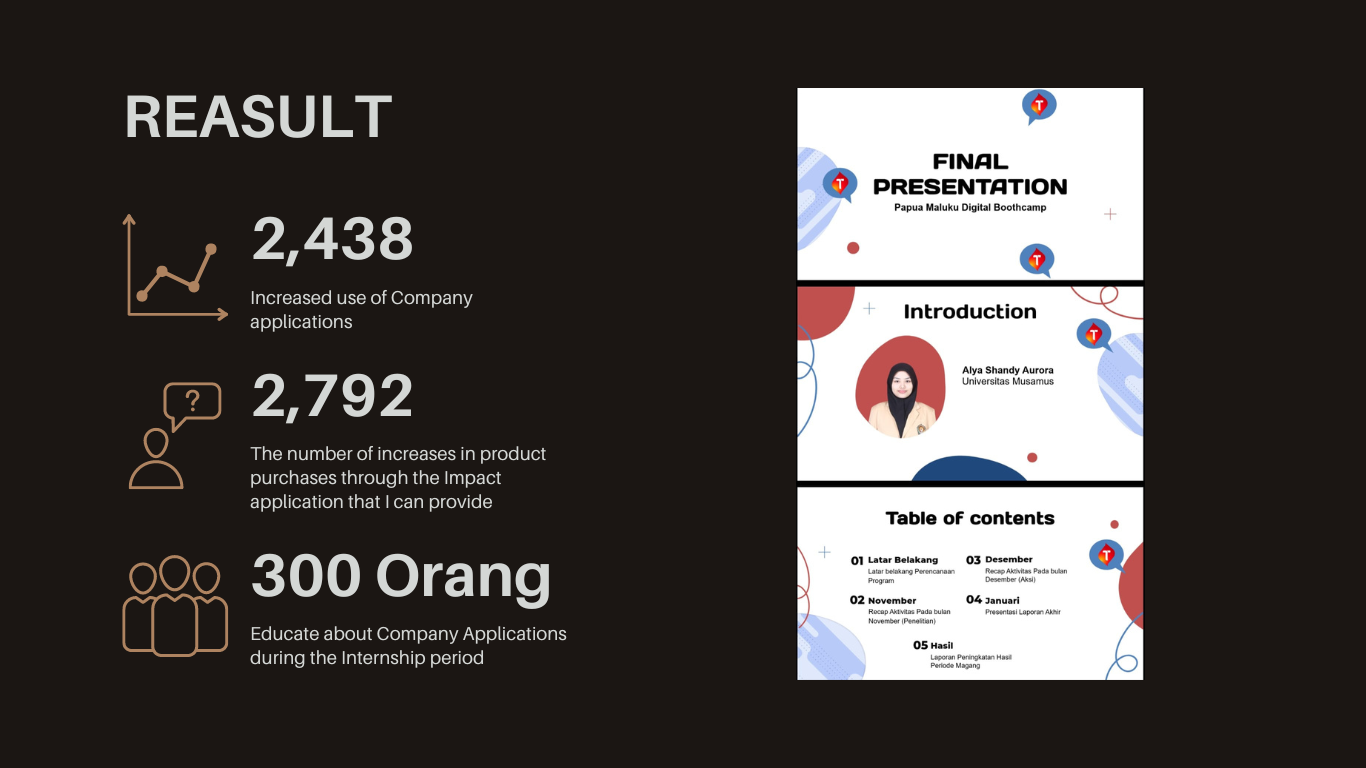 REASULT
2,438
Increased use of Company
applications
?
2,792
The number of increases in product
purchases through the Impact
application that I can provide
300 Orang
Educate about Company Applications
during the Internship period
T
FINAL
T
PRESENTATION
Papua Maluku Digital Boothcamp
T
Introduction
T
Alya Shandy Aurora
Universitas Musamus
Table of contents
T
01 Latar Belakang
Latar belakang Perencanaan
Program
03 Desember
Recap Aktivitas Pada bulan
Desember (Aksi)
02 November
Recap Aktivitas Pada bulan
November (Penelitian)
04 Januari
Presentasi Laporan Akhir
05 Hasil
Laporan Peningkatan Hasil
Periode Magang